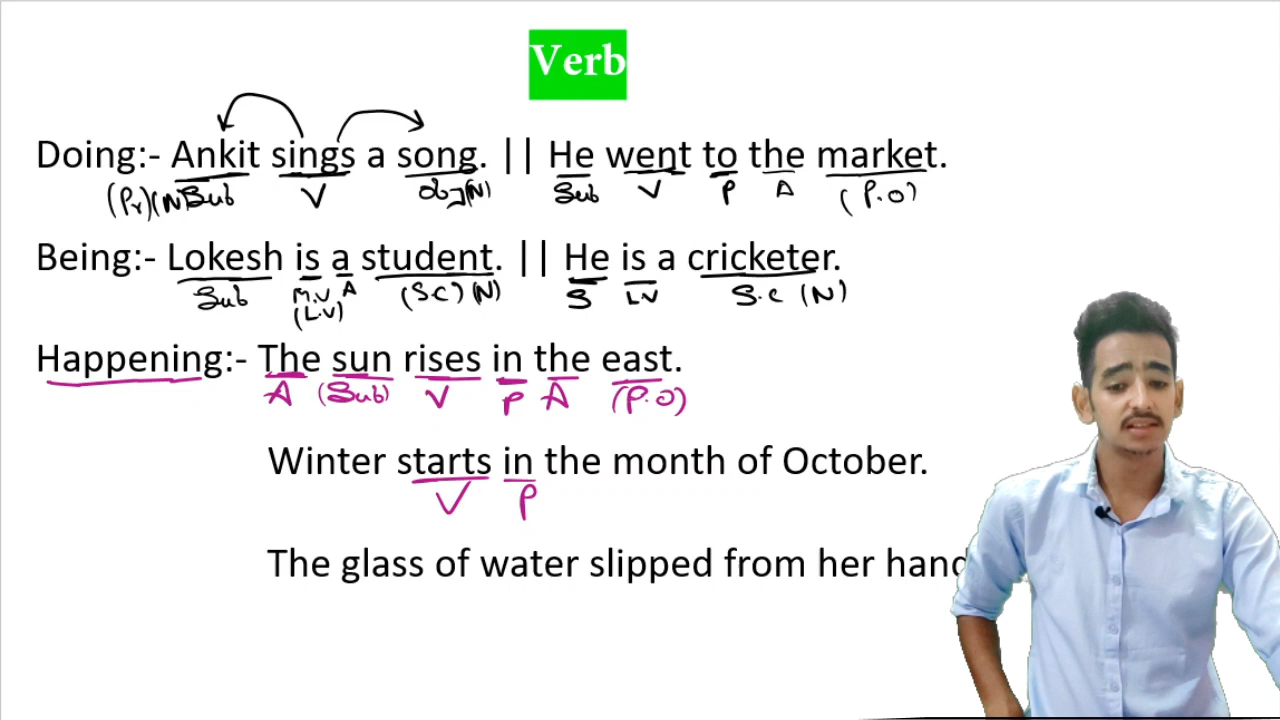 Verb
Doing:- Ankit sings a song. || He went to the market.
(Pr)(N)Sub V obj(N) Sub V P A (P.O)
Being:- Lokesh is a student. || He is a cricketer.
Sub M.V A (S.C)(N) S L.V S.C (N)
(L.V)
Happening:- The sun rises in the east.
A (Sub) V P A (P.O)
Winter starts in the month of October.
V P
The glass of water slipped from her hand